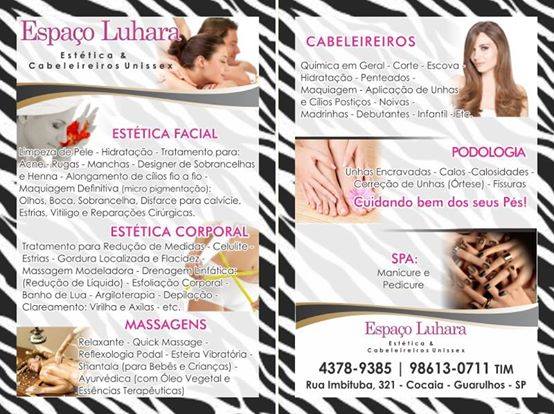 Espaço Luhara
Estética &
Cabeleireiros Unissex
ESTÉTICA FACIAL
Limpeza de Pele - Hidratação - Tratamento para:
Acne - Rugas - Manchas - Designer de Sobrancelhas
e Henna - Alongamento de cílios fio a fio -
Maquiagem Definitiva (micro pigmentação):
Olhos, Boca, Sobrancelha, Disfarce para calvície,
Estrias, Vitiligo e Reparações Cirúrgicas.
ESTÉTICA CORPORAL
Tratamento para Redução de Medidas - Celulite -
Estrias - Gordura Localizada e Flacidez -
Massagem Modeladora - Drenagem Linfática:
(Redução de Líquido) - Esfoliação Corporal -
Banho de Lua - Argiloterapia - Depilação -
Clareamento: Virilha e Axilas - etc.
MASSAGENS
Relaxante - Quick Massage -
Reflexologia Podal - Esteira Vibratória -
Shantala (para Bebês e Crianças) -
Ayurvédica (com Óleo Vegetal e
Essências Terapêuticas)
CABELEIREIROS
Química em Geral - Corte - Escova -
Hidratação - Penteados -
Maquiagem - Aplicação de Unhas
e Cílios Postiços - Noivas -
Madrinhas - Debutantes - Infantil - Etc.
PODOLOGIA
Unhas Encravadas - Calos -Calosidades -
Correção de Unhas (Órtese) - Fissuras
Cuidando bem dos seus Pés!
SPA:
Manicure e
Pedicure
Espaço Luhara
Estética &
Cabeleireiros Unissex
4378-9385 | 98613-0711 TIM
Rua Imbituba, 321 - Cocaia - Guarulhos - SP